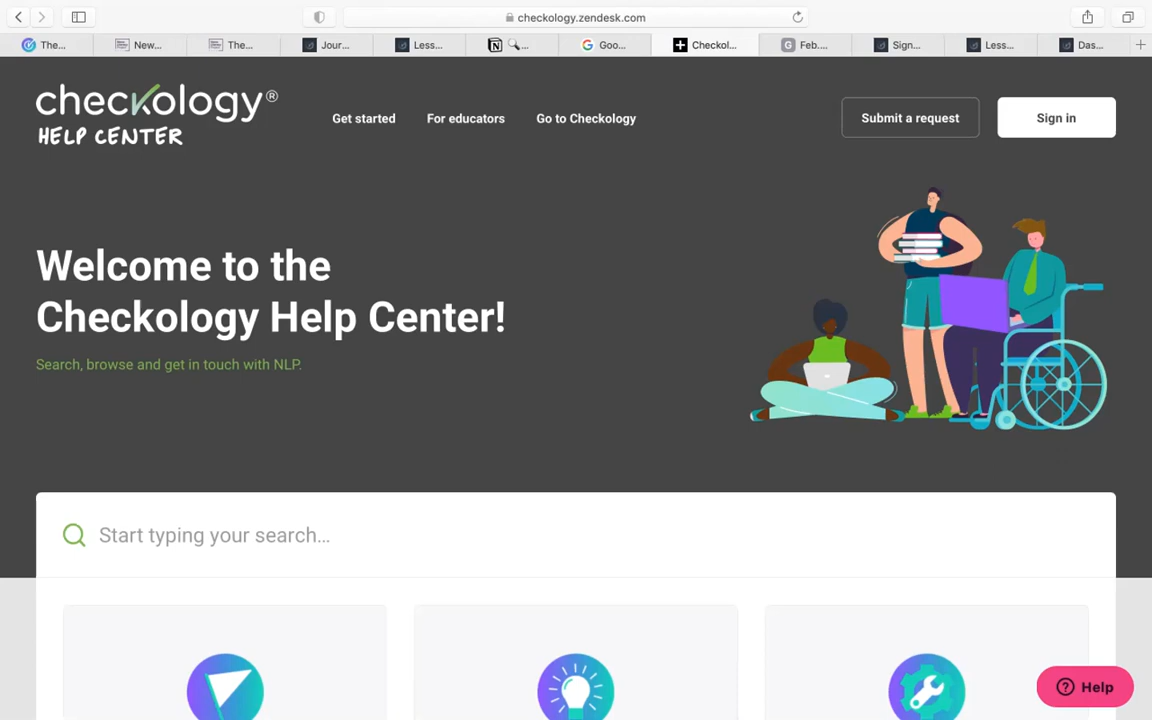 checkology.zendesk.com
The...
New...
The...
Jour...
Less...
Goo...
Checkol...
Feb....
Sign...
Less...
Das...
checkology®
HELP CENTER
Get started
For educators
Go to Checkology
Submit a request
Sign in
Welcome to the
Checkology Help Center!
Search, browse and get in touch with NLP.
Start typing your search...
Help